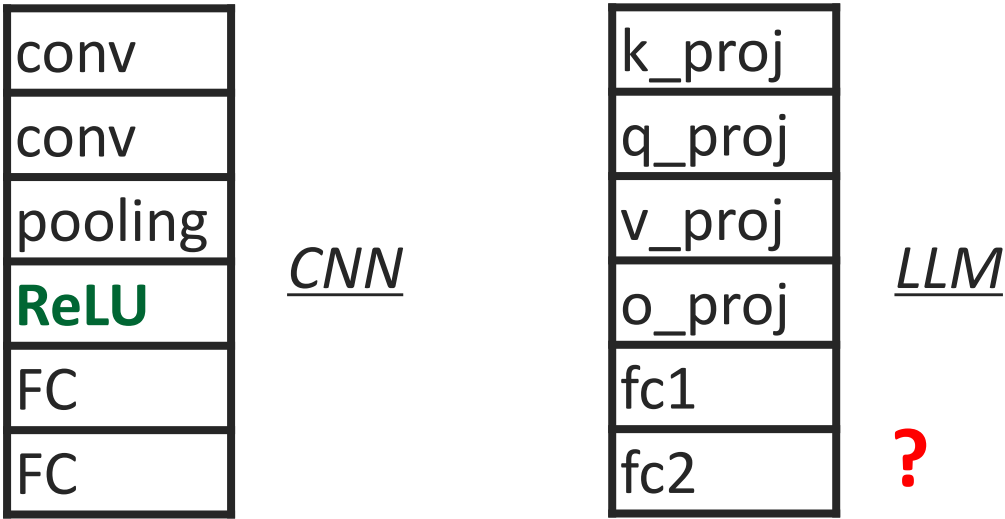 conv
conv
pooling
ReLU
FC
FC
CNN
k_proj
q_proj
v_proj
o_proj
fc1
fc2
LLM
?